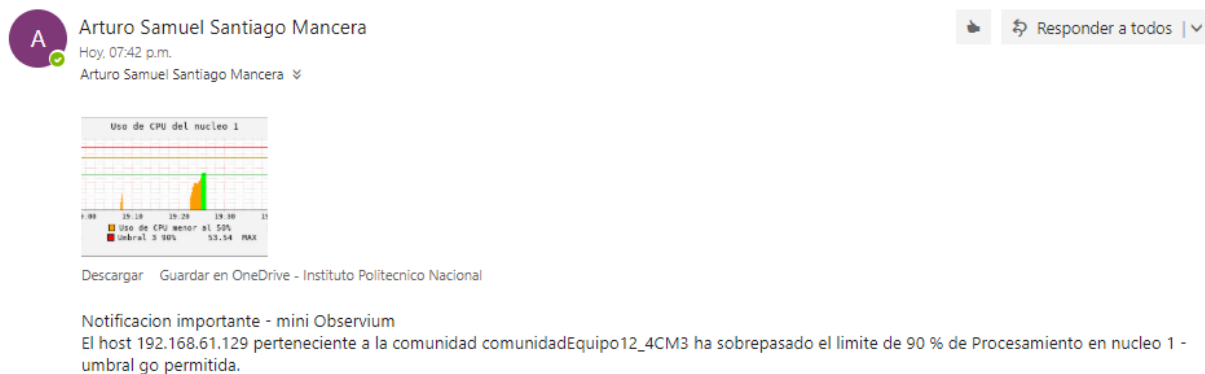 A
Arturo Samuel Santiago Mancera
Hoy, 07:42 p.m.
Arturo Samuel Santiago Mancera
Responder a todos
Uso de CPU del nucleo 1
19:10 19:20 19:30
Uso de CPU menor al 50%
Umbral 3 90% 53.54 MAX
Descargar Guardar en OneDrive - Instituto Politecnico Nacional
Notificacion importante - mini Observium
El host 192.168.61.129 perteneciente a la comunidad comunidadEquipo12_4CM3 ha sobrepasado el limite de 90 % de Procesamiento en nucleo 1 -
umbral go permitida.